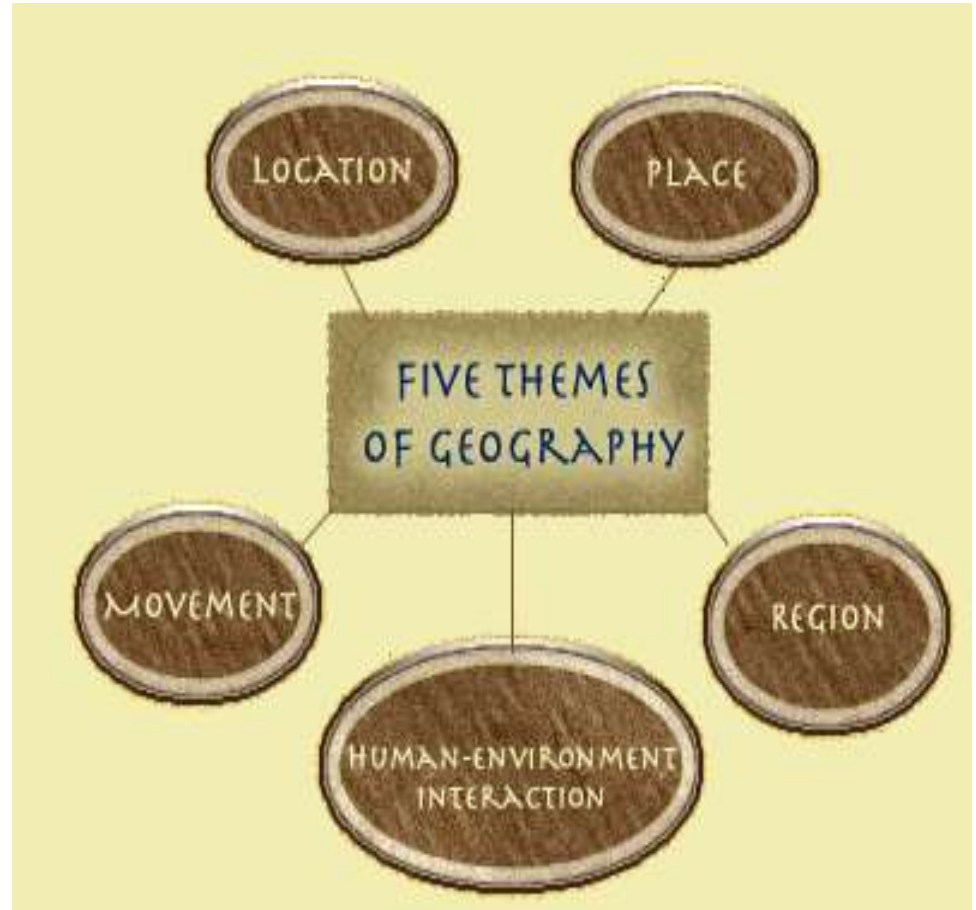 LOCATION
PLACE
FIVE THEMES
OF GEOGRAPHY
MOVEMENT
REGION
HUMAN-ENVIRONMENT
INTERACTION